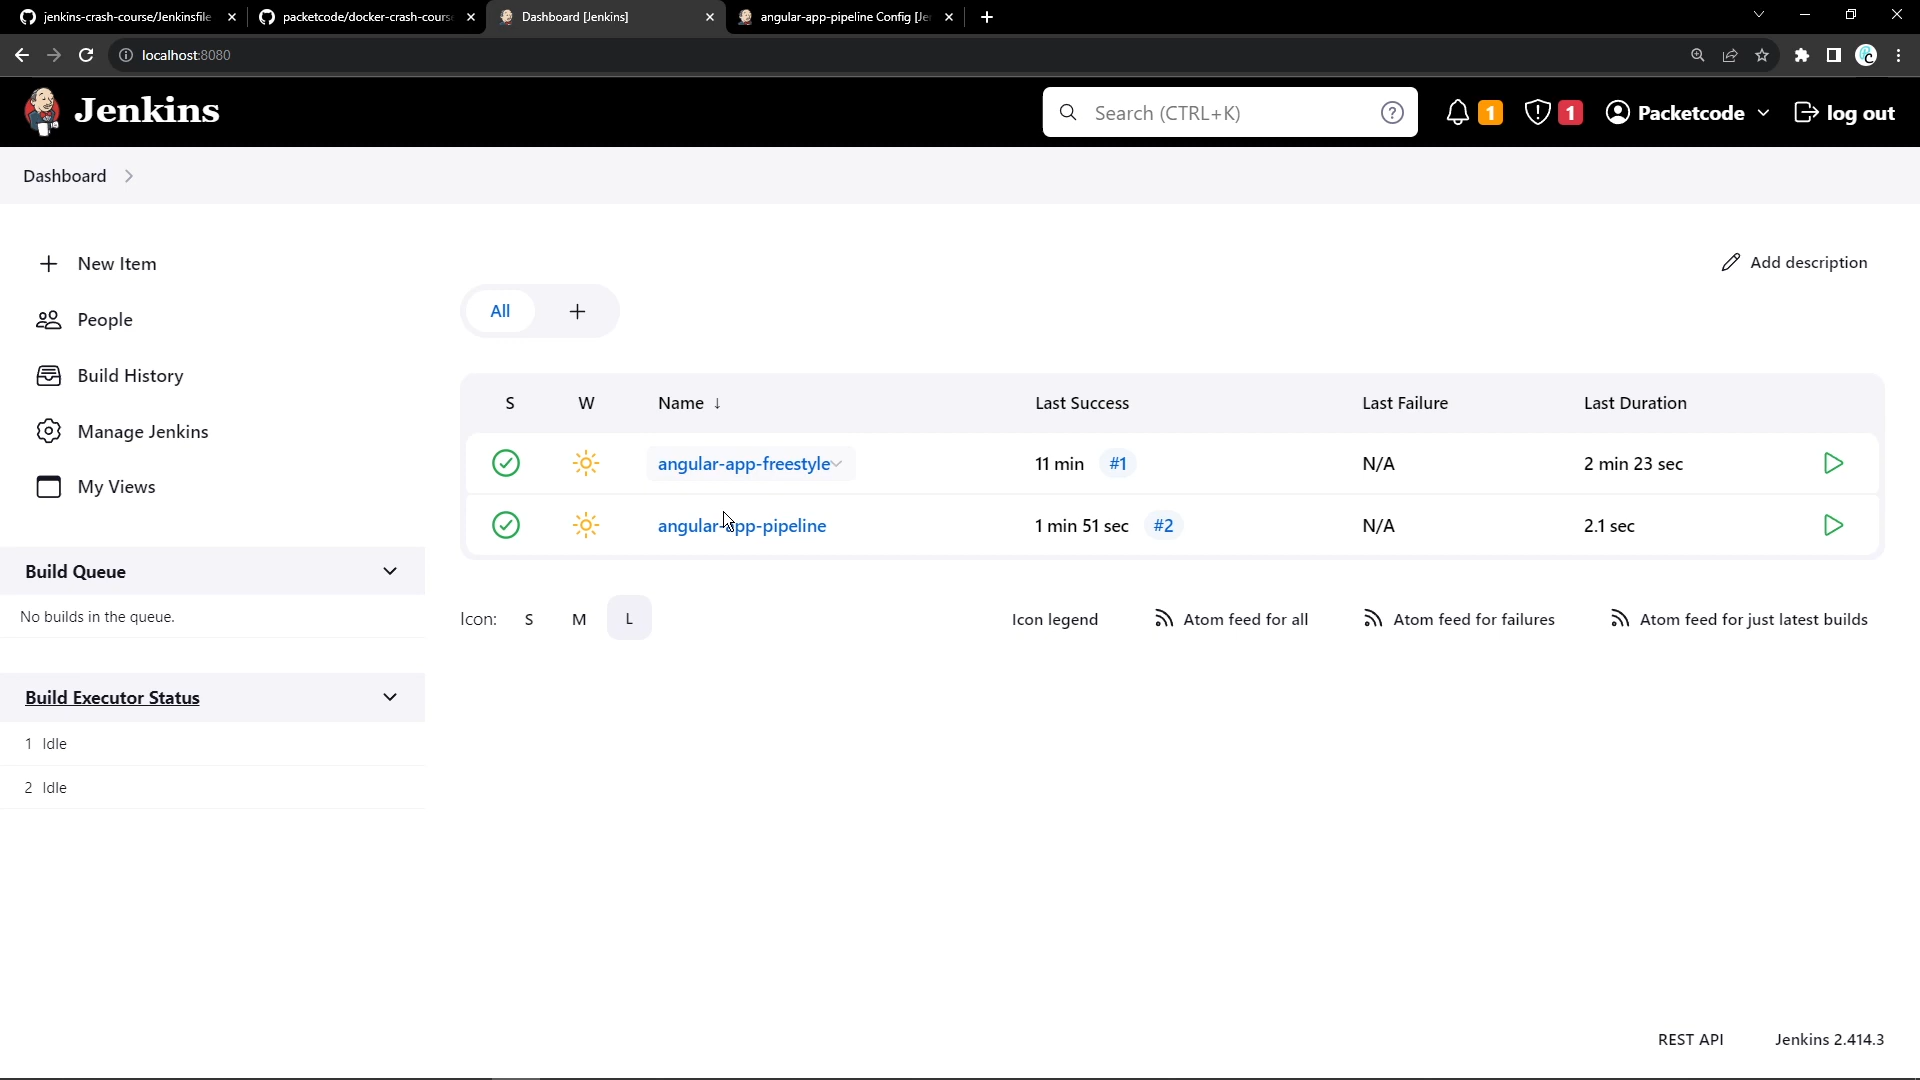 jenkins-crash-course/Jenkinsfile
packetcode/docker-crash-cours
Dashboard [Jenkins]
angular-app-pipeline Config [Je
localhost:8080
Jenkins
Search (CTRL+K)
1
1
Packetcode
log out
Dashboard
New Item
People
Build History
Manage Jenkins
My Views
Build Queue
No builds in the queue.
Build Executor Status
1 Idle
2 Idle
Add description
All
S W Name ↓ Last Success Last Failure Last Duration
angular-app-freestyle 11 min #1 N/A 2 min 23 sec
angular-app-pipeline 1 min 51 sec #2 N/A 2.1 sec
Icon: S M L
Icon legend
Atom feed for all
Atom feed for failures
Atom feed for just latest builds
REST API
Jenkins 2.414.3